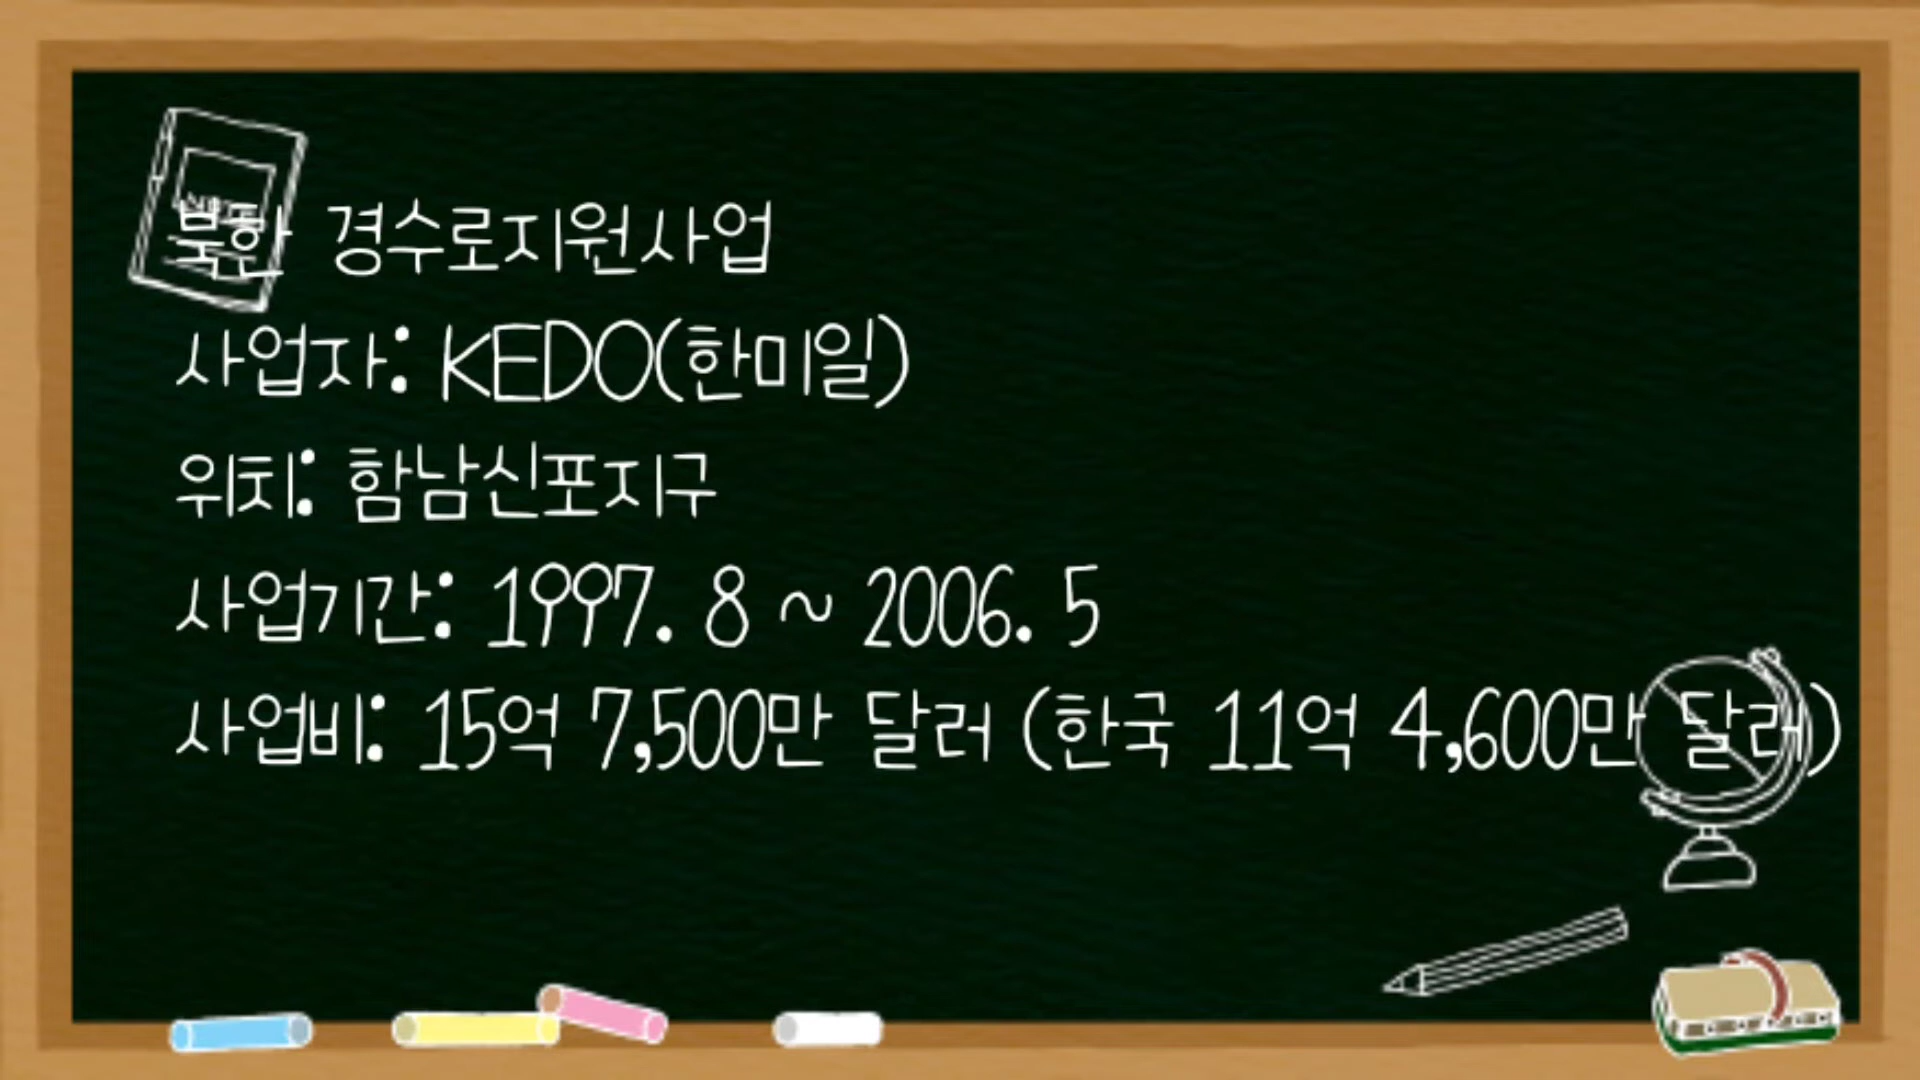 북한 경수로지원사업
사업자: KEDO(한미일)
위치: 함남신포지구
사업기간: 1997. 8 ~ 2006. 5
사업비: 15억 7,500만 달러 (한국 11억 4,600만 달러)